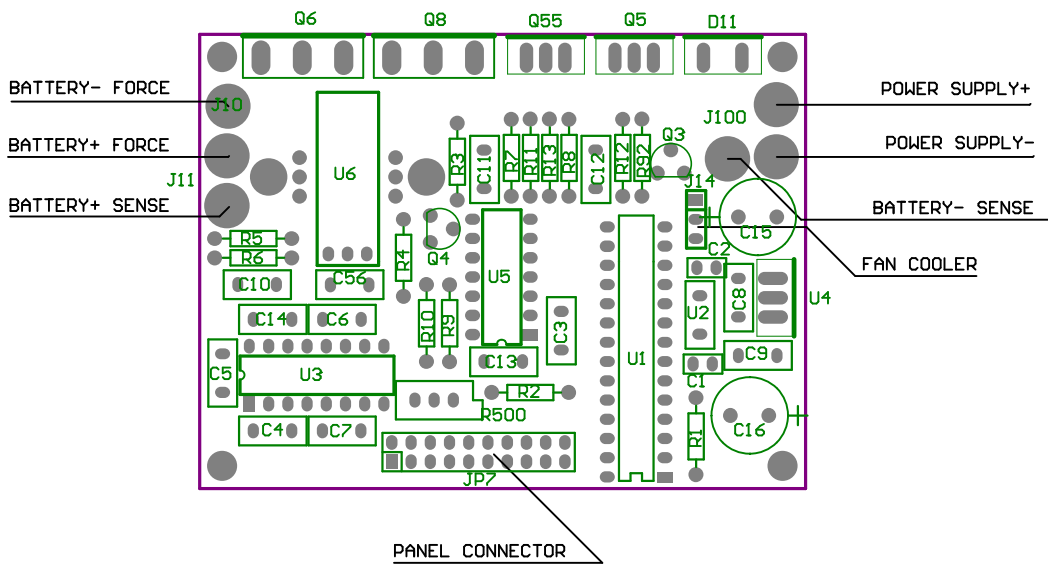 Q6 Q8 Q55 Q5 D11
BATTERY- FORCE
POWER SUPPLY+
J10
J100
Q3
BATTERY+ FORCE
POWER SUPPLY-
R3 C11 R7 R11 R13 R8 C12 R12 R92
J11
U6
J14
BATTERY+ SENSE
BATTERY- SENSE
C15
R5
R6
R4
Q4
C2
FAN COOLER
C10 C56
U5
C8
U4
C14 C6
R10 R9
C3
U2
U1
C13
C9
C5
U3
C1
R2
R500
C4 C7
R1
C16
JP7
PANEL CONNECTOR